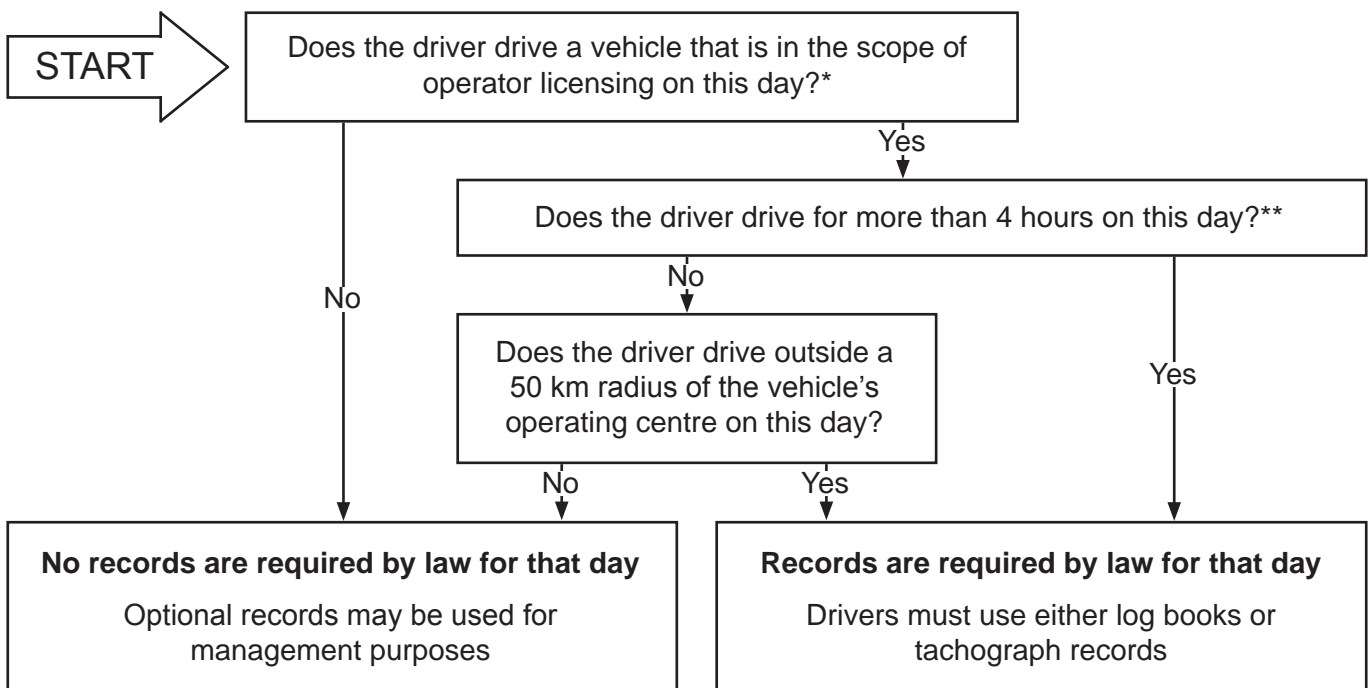 START
Does the driver drive a vehicle that is in the scope of
operator licensing on this day?*
Yes
Does the driver drive for more than 4 hours on this day?**
No
No
Does the driver drive outside a
50 km radius of the vehicle’s
operating centre on this day?
Yes
No
Yes
No records are required by law for that day
Optional records may be used for
management purposes
Records are required by law for that day
Drivers must use either log books or
tachograph records